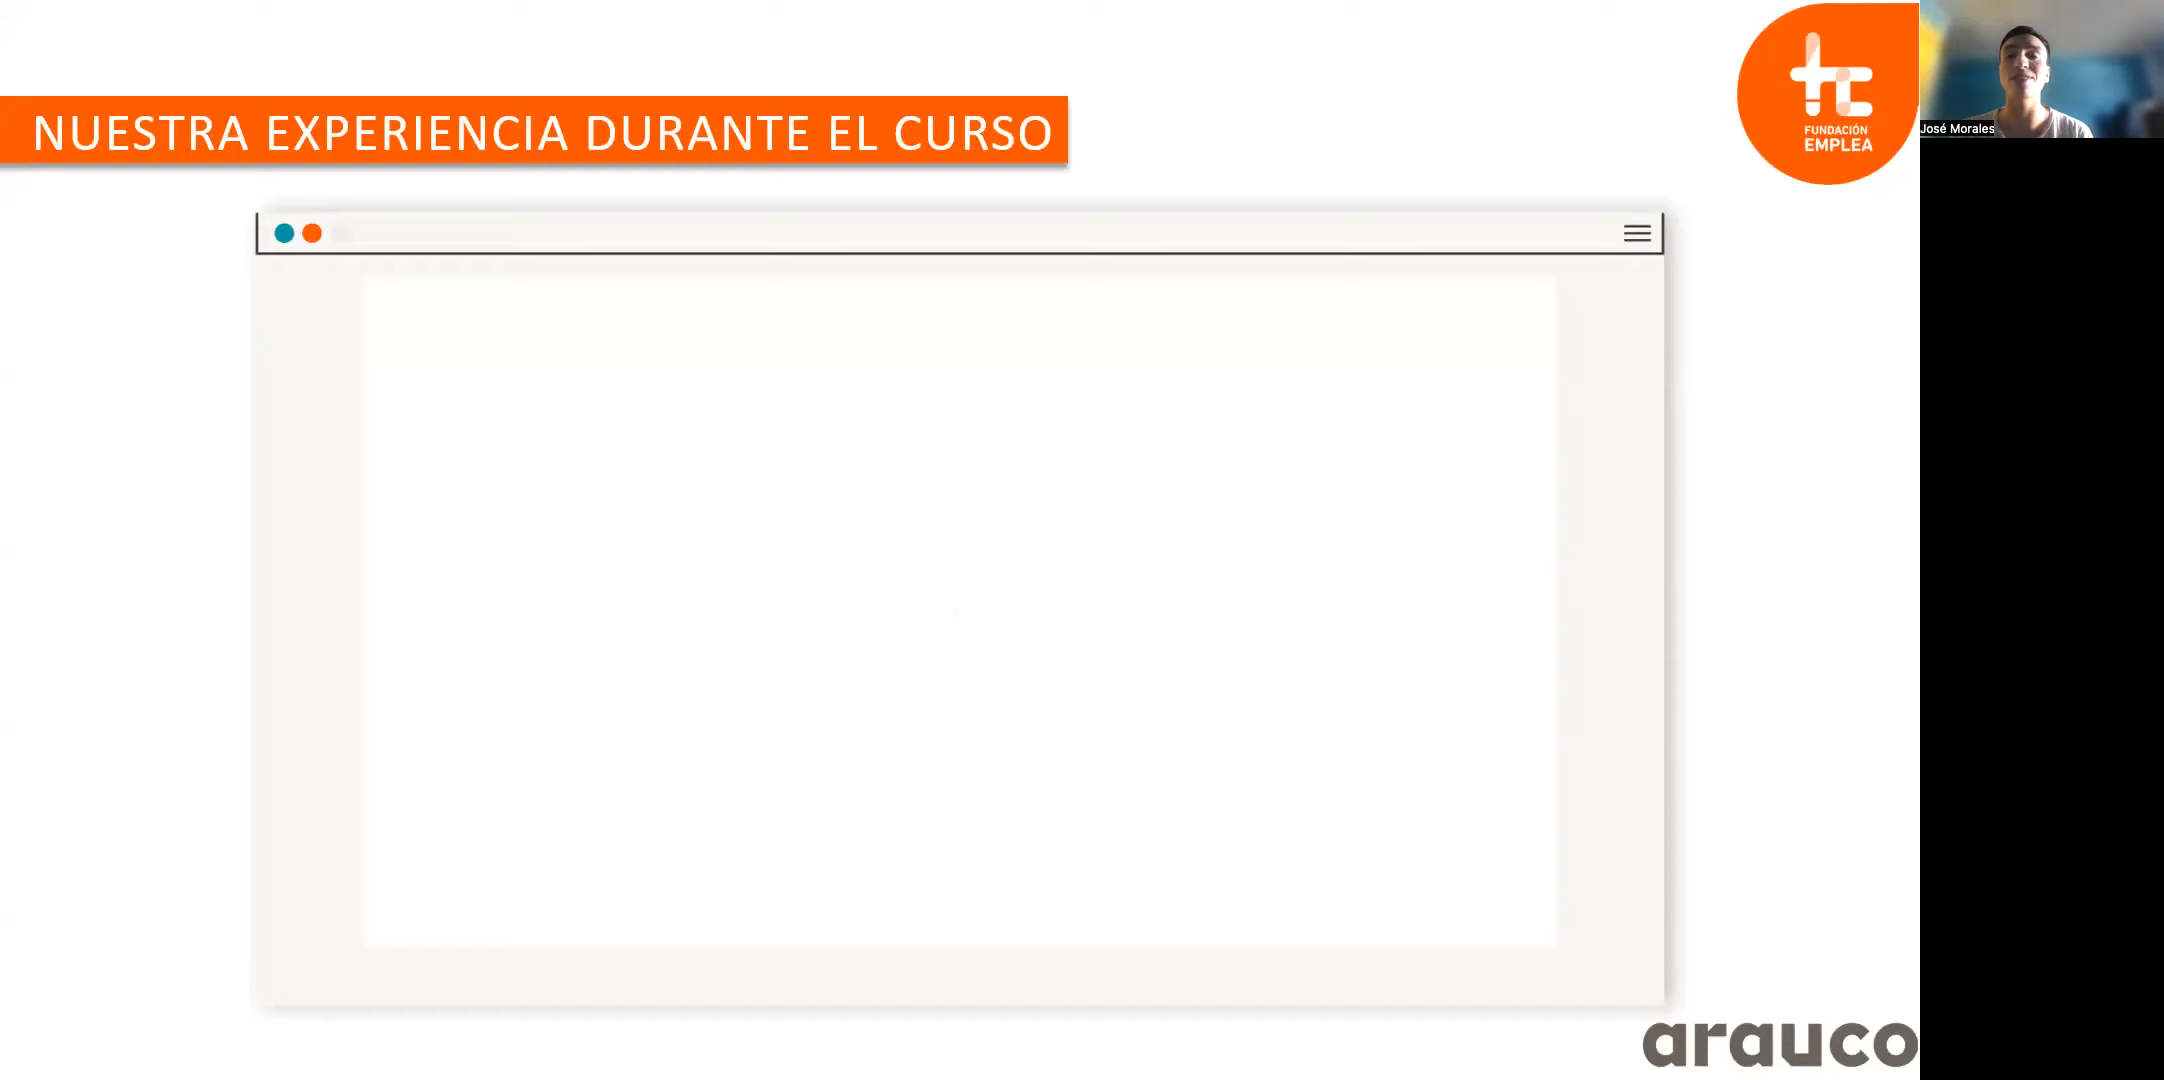 NUESTRA EXPERIENCIA DURANTE EL CURSO
FUNDACIÓN
EMPLEA
José Morales
arauco